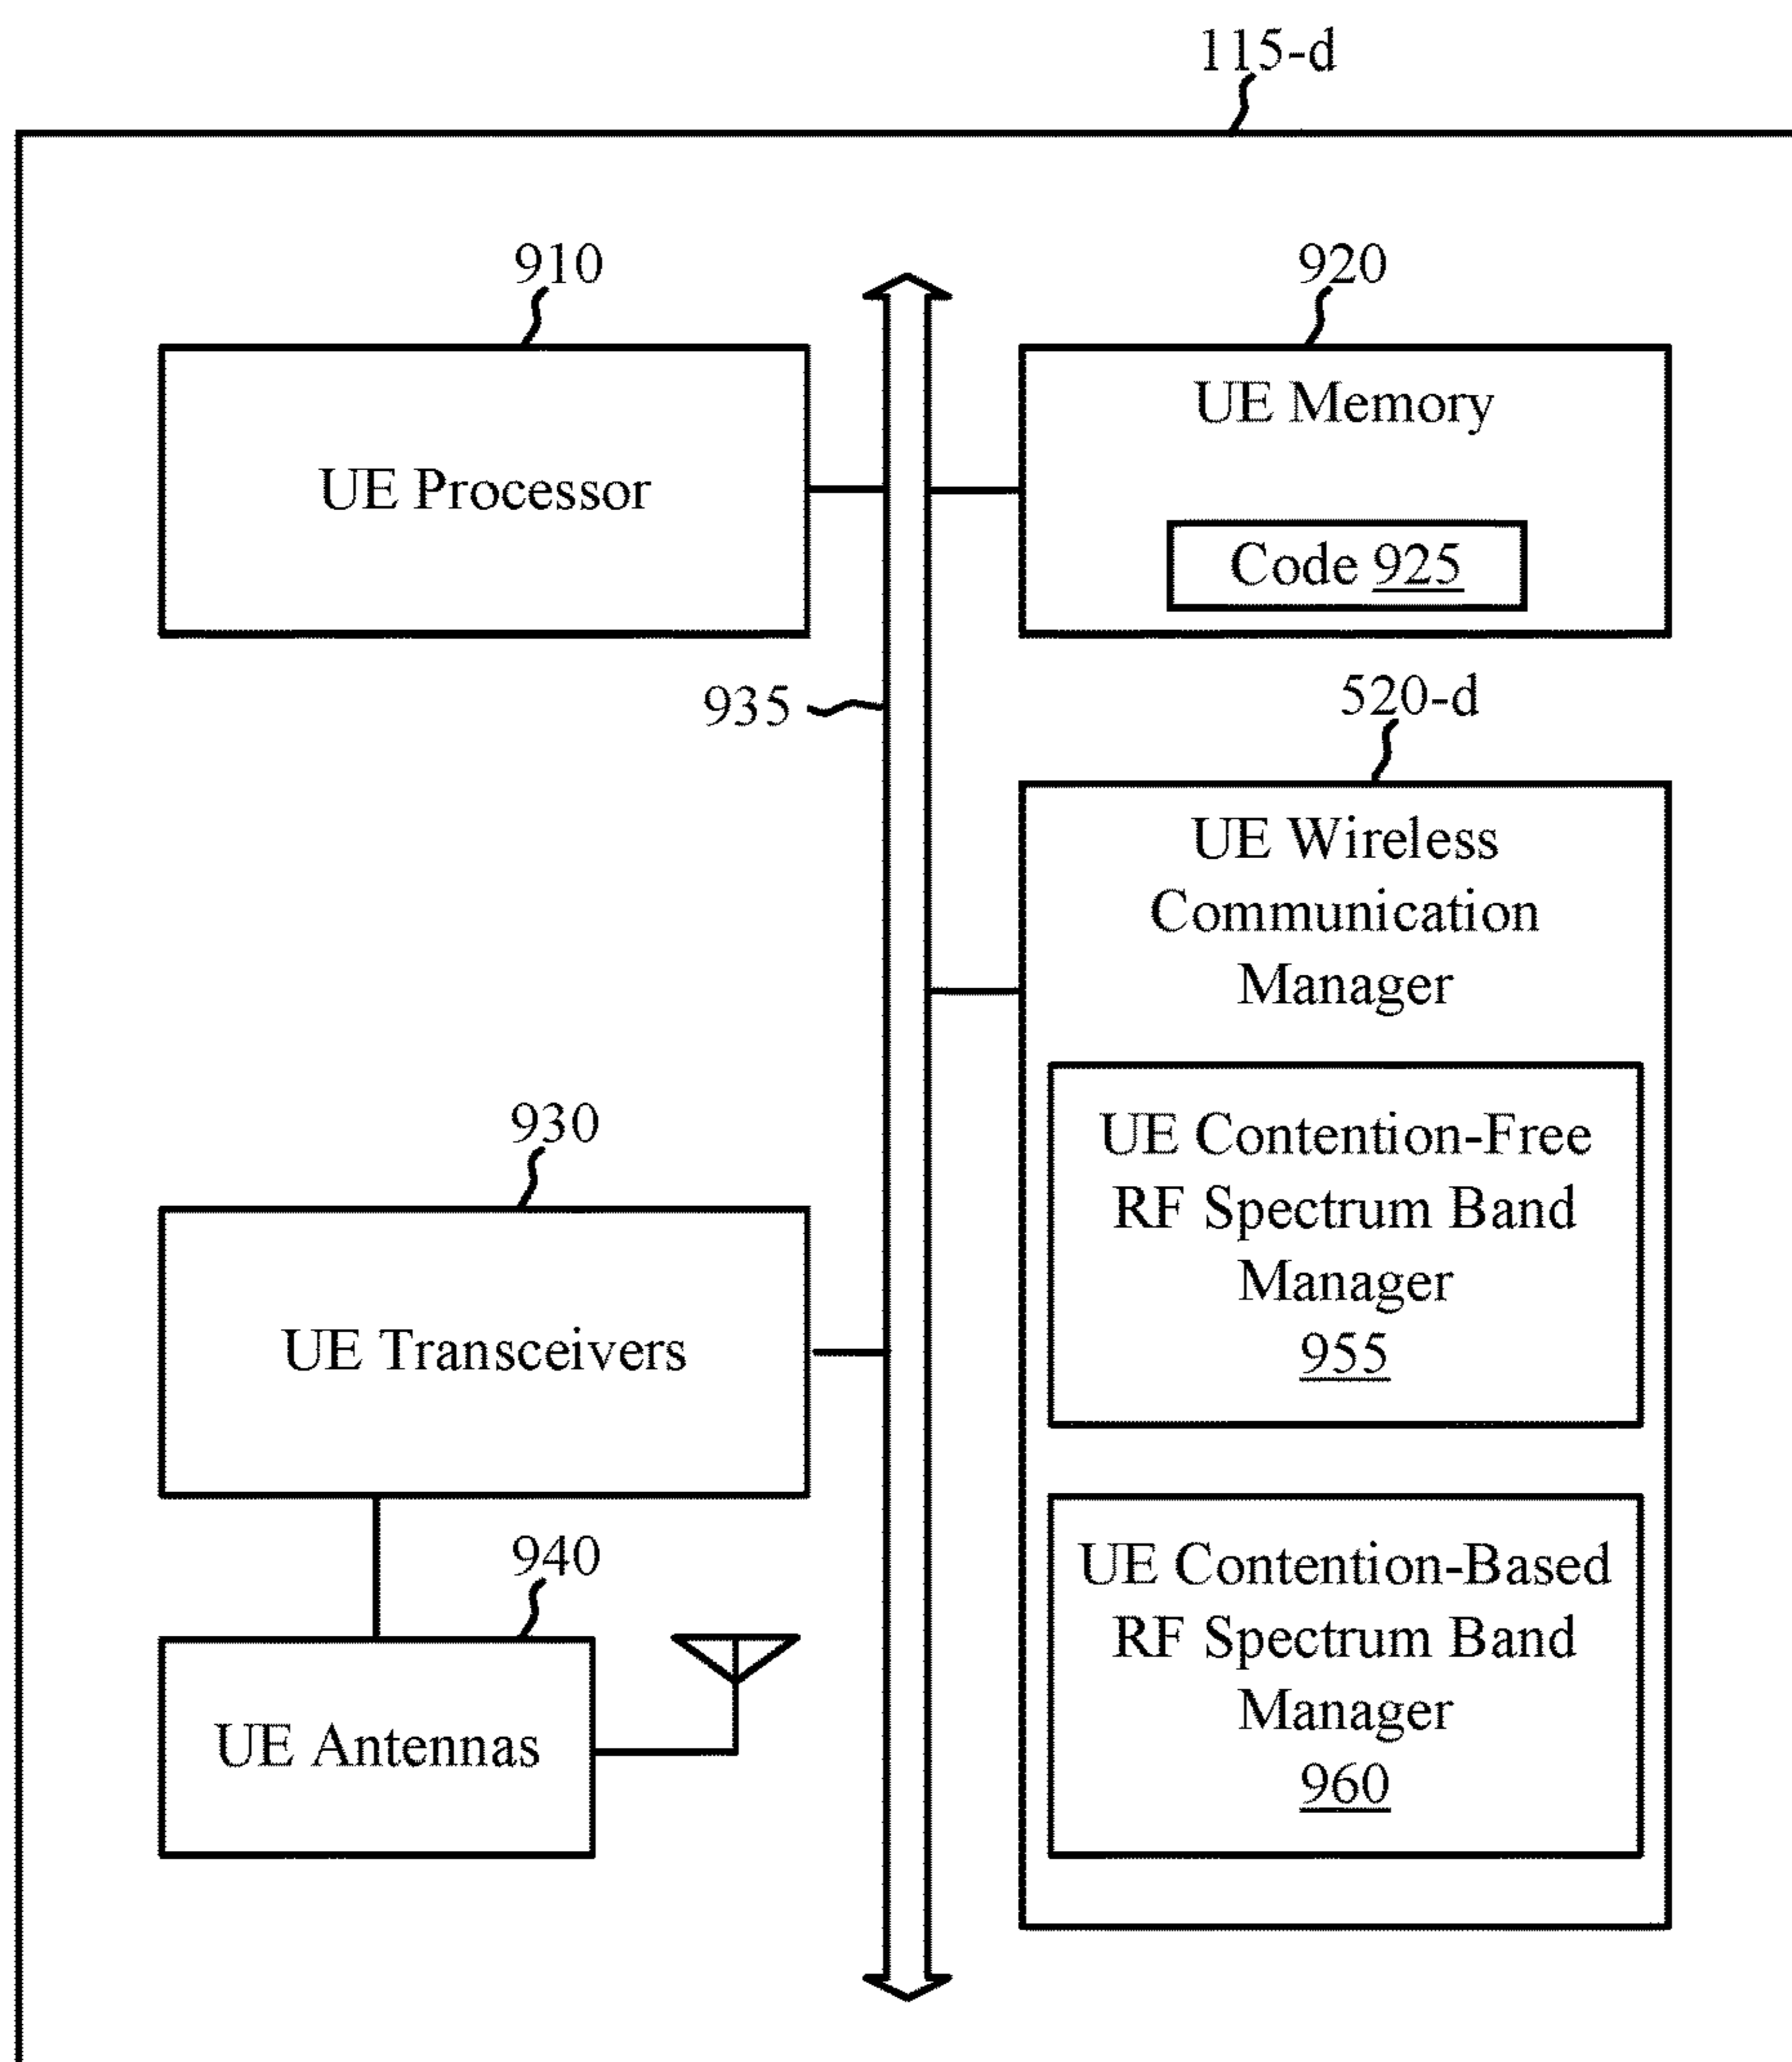 115-d
910
920
UE Processor
UE Memory
Code 925
935
520-d
UE Wireless
Communication
Manager
UE Contention-Free
RF Spectrum Band
Manager
955
930
UE Transceivers
940
UE Antennas
UE Contention-Based
RF Spectrum Band
Manager
960